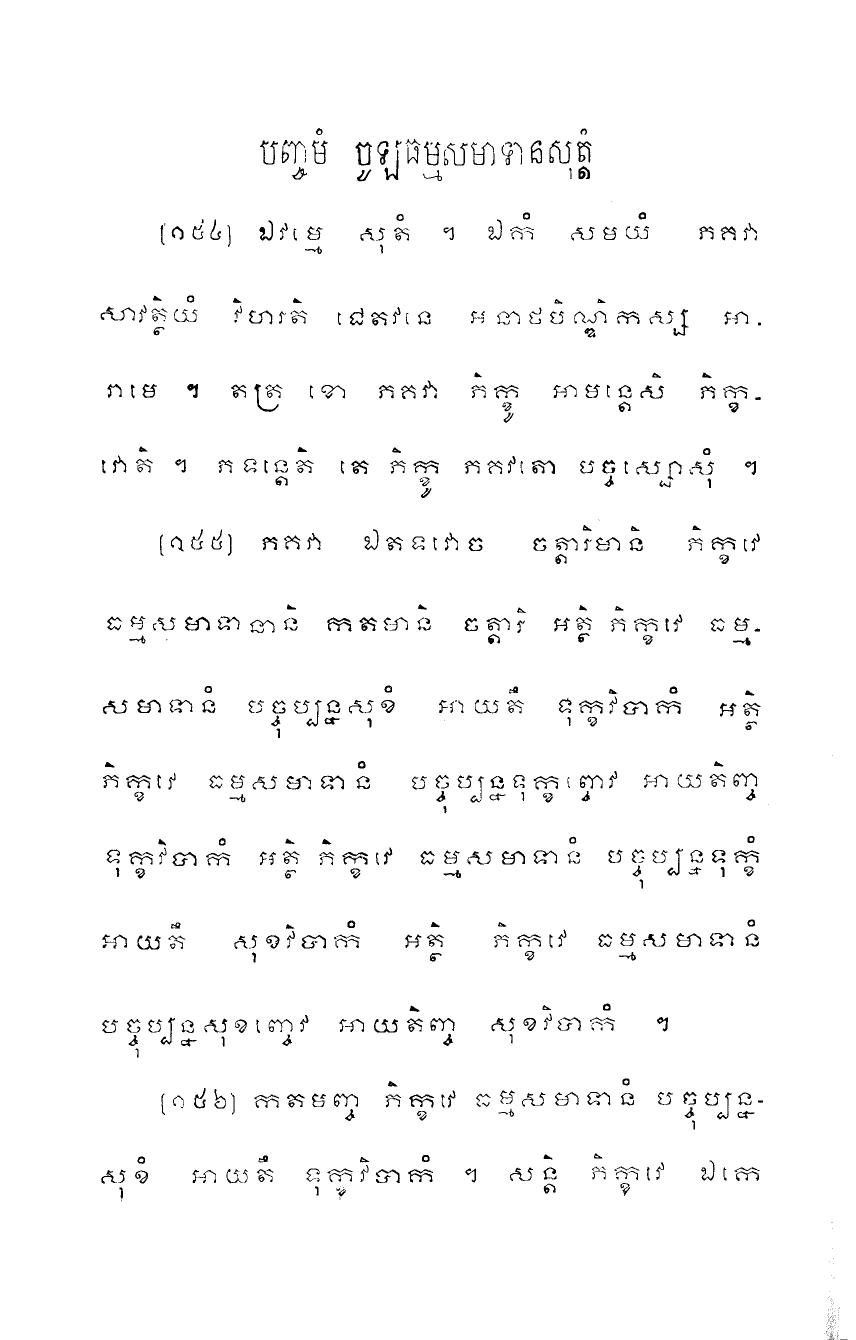 បញ្ចមំ ចូឡធម្មសមាទានសុត្តំ
[១៥៤] ឯវម្មេ សុតំ ។ ឯកំ សមយំ ភគវា
សាវត្ថិយំ វិហរតិ ជេតវនេ អនាថបិណ្ឌិកស្ស អា-
រាមេ ។ តត្រ ខោ ភគវា ភិក្ខូ អាមន្តេសិ ភិក្ខ-
វោតិ ។ ភទន្តេតិ តេ ភិក្ខូ ភគវតោ បច្ចស្សោសុំ ។
[១៥៥] ភគវា ឯតទវោច ចត្តារិមានិ ភិក្ខវេ
ធម្មសមាទានានិ កតមានិ ចត្តារិ អត្ថិ ភិក្ខវេ ធម្ម-
សមាទានំ បច្ចុប្បន្នសុខំ អាយតឹ ទុក្ខវិបាកំ អត្ថិ
ភិក្ខវេ ធម្មសមាទានំ បច្ចុប្បន្នទុក្ខញ្ចេវ អាយតិញ្ច
ទុក្ខវិបាកំ អត្ថិ ភិក្ខវេ ធម្មសមាទានំ បច្ចុប្បន្នទុក្ខំ
អាយតឹ សុខវិបាកំ អត្ថិ ភិក្ខវេ ធម្មសមាទានំ
បច្ចុប្បន្នសុខញ្ចេវ អាយតិញ្ច សុខវិបាកំ ។
[១៥៦] កតមញ្ច ភិក្ខវេ ធម្មសមាទានំ បច្ចុប្បន្ន-
សុខំ អាយតឹ ទុក្ខវិបាកំ ។ សន្តិ ភិក្ខវេ ឯកេ